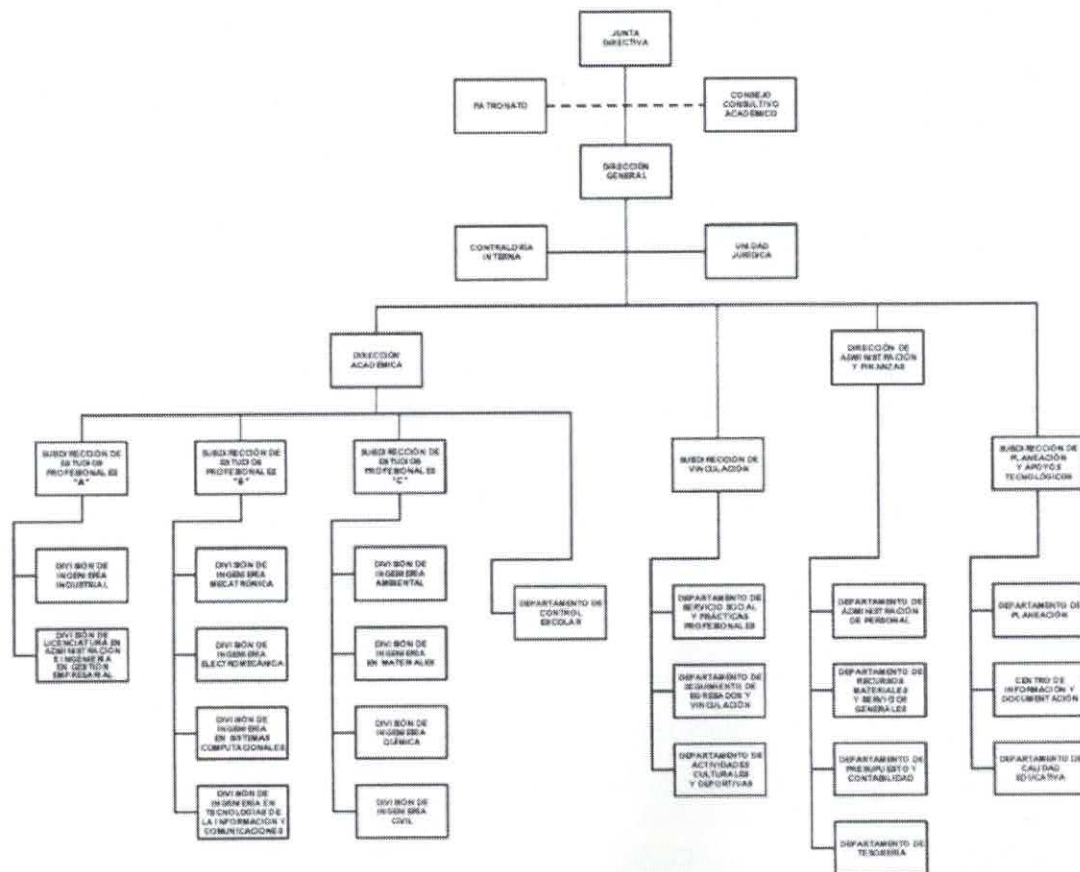 JUNTA
DIRECTIVA
PATRONATO
CONSEJO
CONSULTIVO
ACADÉMICO
DIRECCIÓN
GENERAL
CONTRALORÍA
INTERNA
UNIDAD
JURÍDICA
DIRECCIÓN
ACADÉMICA
DIRECCIÓN DE
ADMINISTRACIÓN
Y FINANZAS
SUBDIRECCIÓN DE
ESTUDIOS
PROFESIONALES
"A"
SUBDIRECCIÓN DE
ESTUDIOS
PROFESIONALES
"B"
SUBDIRECCIÓN DE
ESTUDIOS
PROFESIONALES
"C"
SUBDIRECCIÓN DE
VINCULACIÓN
SUBDIRECCIÓN DE
PLANEACIÓN
Y APOYOS
TECNOLÓGICOS
DIVISIÓN DE
INGENIERÍA
INDUSTRIAL
DIVISIÓN DE
LICENCIATURA EN
ADMINISTRACIÓN
E INGENIERÍA
EN GESTIÓN
EMPRESARIAL
DIVISIÓN DE
INGENIERÍA
MECATRÓNICA
DIVISIÓN DE
INGENIERÍA
ELECTROMECÁNICA
DIVISIÓN DE
INGENIERÍA
EN SISTEMAS
COMPUTACIONALES
DIVISIÓN DE
INGENIERÍA EN
TECNOLOGÍAS DE
LA INFORMACIÓN Y
COMUNICACIONES
DIVISIÓN DE
INGENIERÍA
AMBIENTAL
DIVISIÓN DE
INGENIERÍA
EN MATERIALES
DIVISIÓN DE
INGENIERÍA
QUÍMICA
DIVISIÓN DE
INGENIERÍA
CIVIL
DEPARTAMENTO DE
CONTROL
ESCOLAR
DEPARTAMENTO DE
SERVICIO SOCIAL
Y PRÁCTICAS
PROFESIONALES
DEPARTAMENTO DE
SEGUIMIENTO DE
EGRESADOS Y
VINCULACIÓN
DEPARTAMENTO DE
ACTIVIDADES
CULTURALES
Y DEPORTIVAS
DEPARTAMENTO DE
ADMINISTRACIÓN
DE PERSONAL
DEPARTAMENTO DE
RECURSOS
MATERIALES
Y SERVICIOS
GENERALES
DEPARTAMENTO DE
PRESUPUESTO Y
CONTABILIDAD
DEPARTAMENTO DE
TESORERÍA
DEPARTAMENTO DE
PLANEACIÓN
CENTRO DE
INFORMACIÓN Y
DOCUMENTACIÓN
DEPARTAMENTO DE
CALIDAD
EDUCATIVA